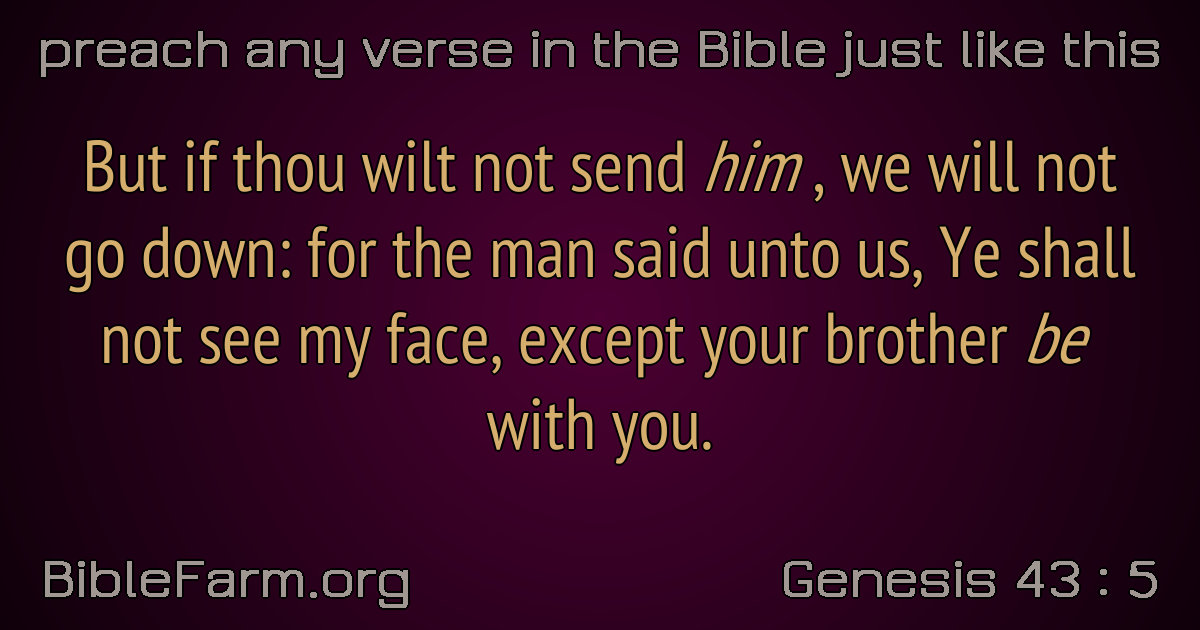 preach any verse in the Bible just like this
But if thou wilt not send him , we will not
go down: for the man said unto us, Ye shall
not see my face, except your brother be
with you.
BibleFarm.org
Genesis 43 : 5